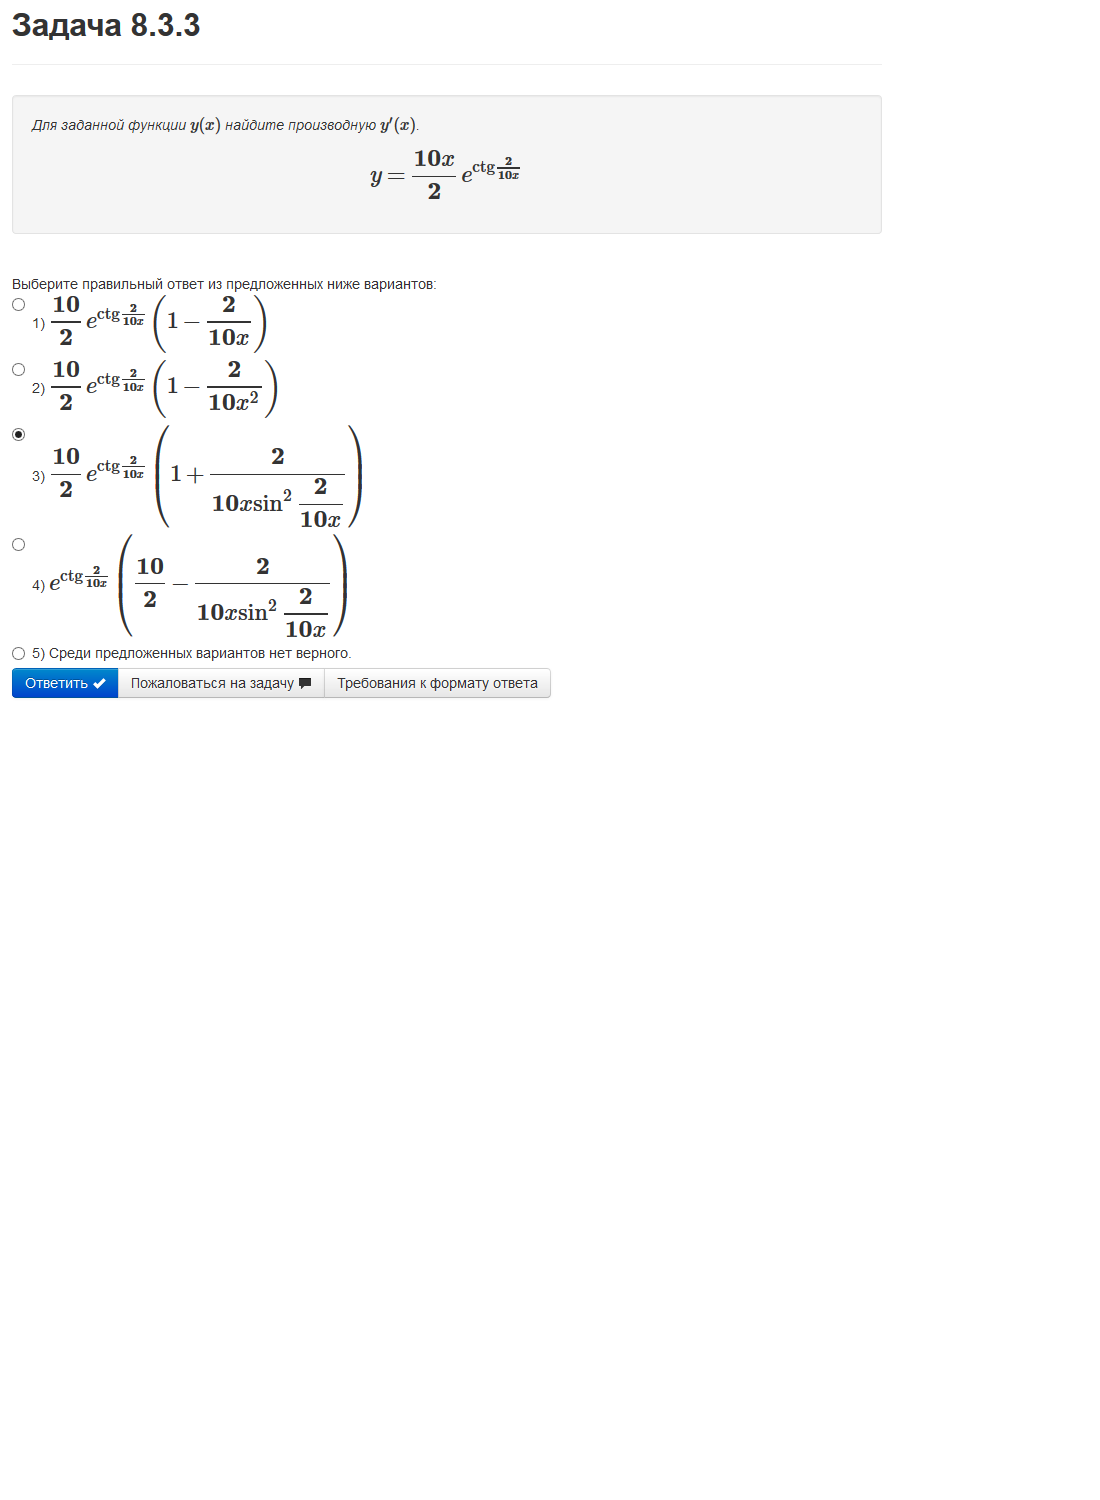 Задача 8.3.3
Для заданной функции y(x) найдите производную y′(x).
y = \frac{10x}{2} e^{ctg \frac{2}{10x}}
Выберите правильный ответ из предложенных ниже вариантов:
1) \frac{10}{2} e^{ctg \frac{2}{10x}} \left(1 - \frac{2}{10x}\right)
2) \frac{10}{2} e^{ctg \frac{2}{10x}} \left(1 - \frac{2}{10x^2}\right)
3) \frac{10}{2} e^{ctg \frac{2}{10x}} \left(1 + \frac{2}{10x sin^2 \frac{2}{10x}}\right)
4) e^{ctg \frac{2}{10x}} \left(\frac{10}{2} - \frac{2}{10x sin^2 \frac{2}{10x}}\right)
5) Среди предложенных вариантов нет верного.
Ответить Пожаловаться на задачу Требования к формату ответа